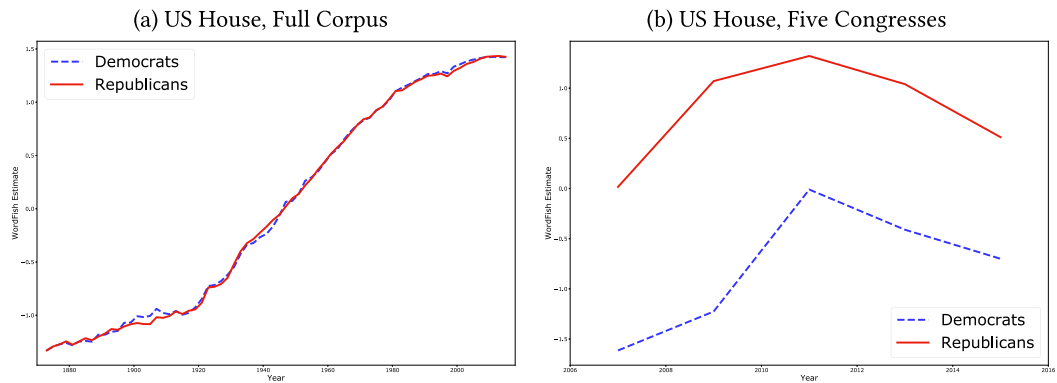 (a) US House, Full Corpus
Democrats
Republicans
1.5
1.0
0.5
0.0
−0.5
−1.0
WordFish Estimate
1880
1900
1920
1940
1960
1980
2000
Year
(b) US House, Five Congresses
1.0
0.5
0.0
−0.5
−1.0
−1.5
WordFish Estimate
Democrats
Republicans
2006
2008
2010
2012
2014
2016
Year